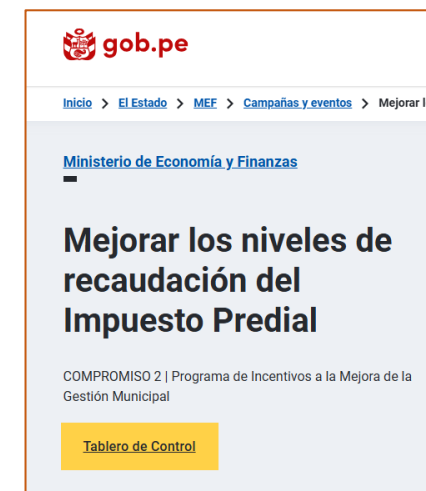 gob.pe
Inicio > El Estado > MEF > Campañas y eventos > Mejorar l
Ministerio de Economía y Finanzas
Mejorar los niveles de
recaudación del
Impuesto Predial
COMPROMISO 2 | Programa de Incentivos a la Mejora de la
Gestión Municipal
Tablero de Control